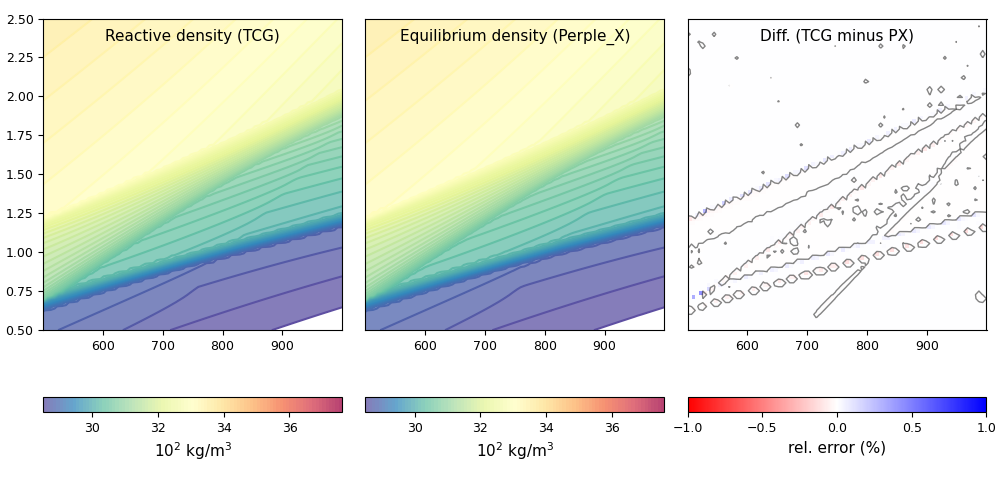 Reactive density (TCG)
Equilibrium density (Perple_X)
Diff. (TCG minus PX)
2.50
2.25
2.00
1.75
1.50
1.25
1.00
0.75
0.50
600 700 800 900
600 700 800 900
600 700 800 900
30 32 34 36
30 32 34 36
−1.0 −0.5 0.0 0.5 1.0
10² kg/m³
10² kg/m³
rel. error (%)